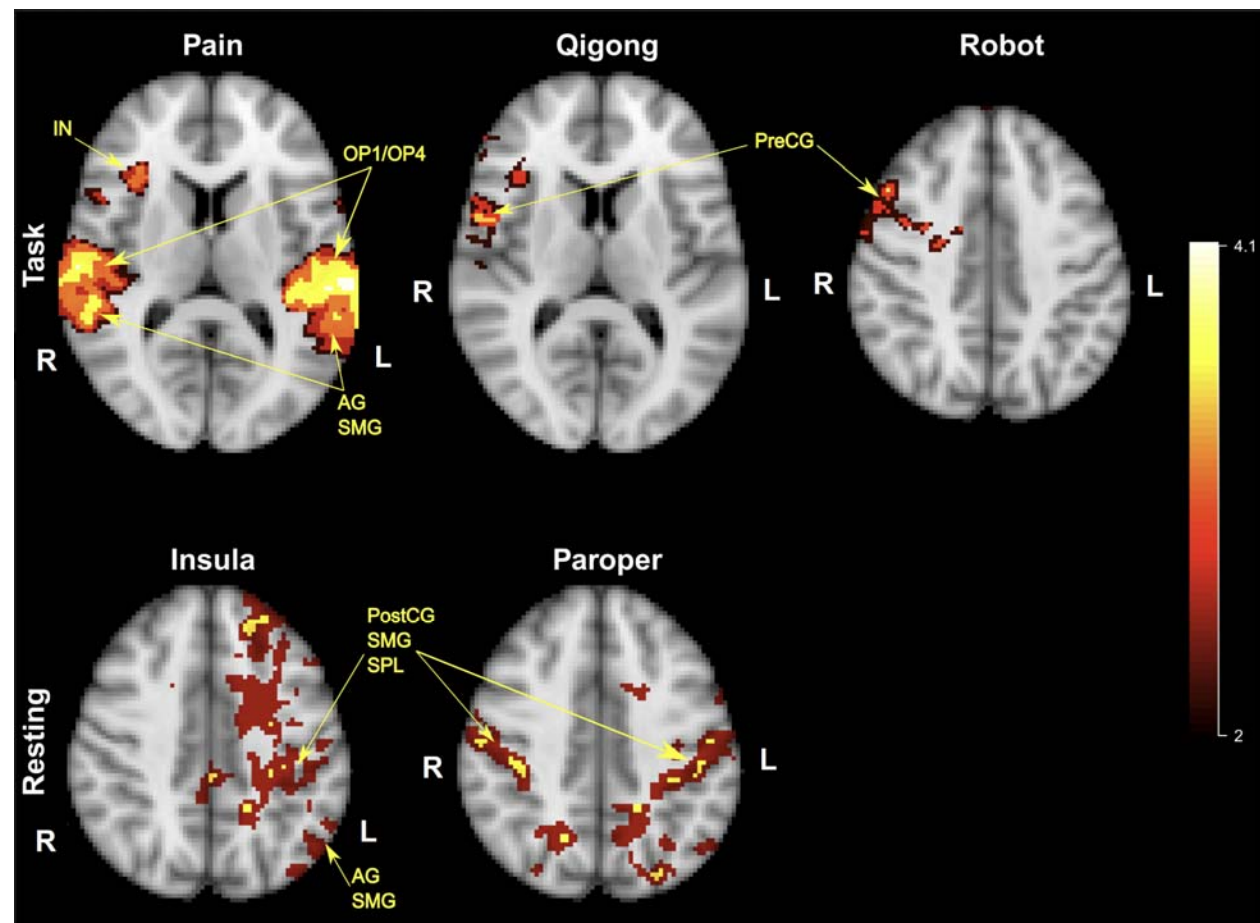 Pain
Qigong
Robot
IN
OP1/OP4
PreCG
Task
4.1
R
L
R
L
R
L
AG
SMG
Insula
Paroper
PostCG
SMG
SPL
Resting
2
R
L
R
L
AG
SMG